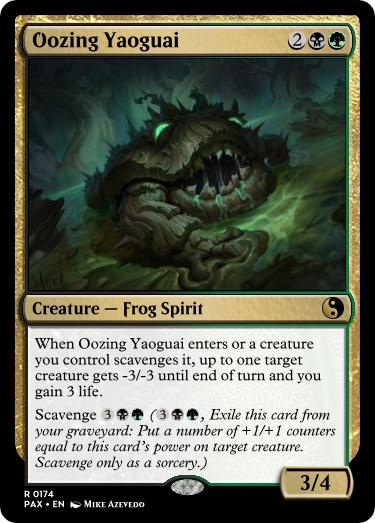 Oozing Yaoguai 2
Creature — Frog Spirit
When Oozing Yaoguai enters or a creature
you control scavenges it, up to one target
creature gets -3/-3 until end of turn and you
gain 3 life.
Scavenge 3 ( 3 , Exile this card from
your graveyard: Put a number of +1/+1 counters
equal to this card's power on target creature.
Scavenge only as a sorcery.)
3/4
R 0174
PAX • EN Mike Azevedo